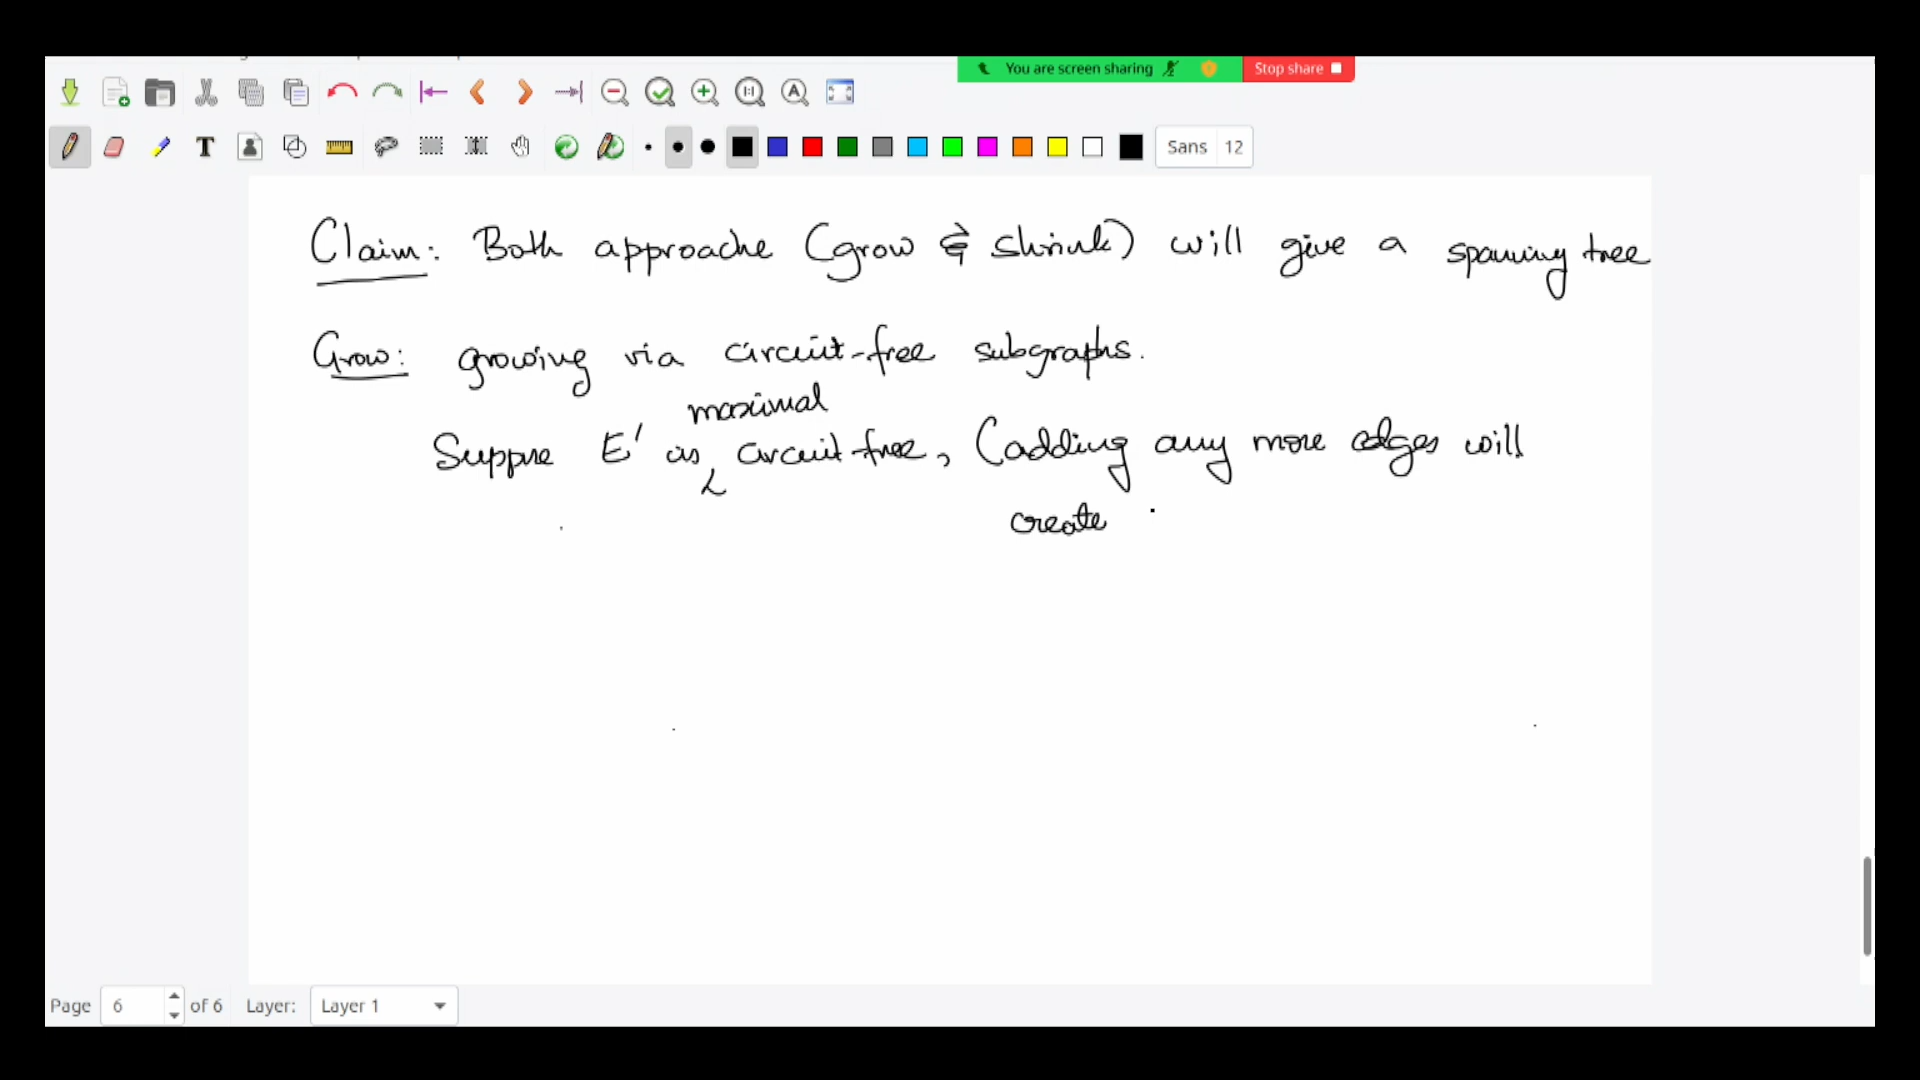 You are screen sharing Stop share
Sans 12
Claim: Both approache (grow & shrink) will give a spanning tree
Grow: growing via circuit-free subgraphs.
maximal
Suppse E' is circuit-free, (adding any more edges will
create
Page 6 of 6 Layer: Layer 1